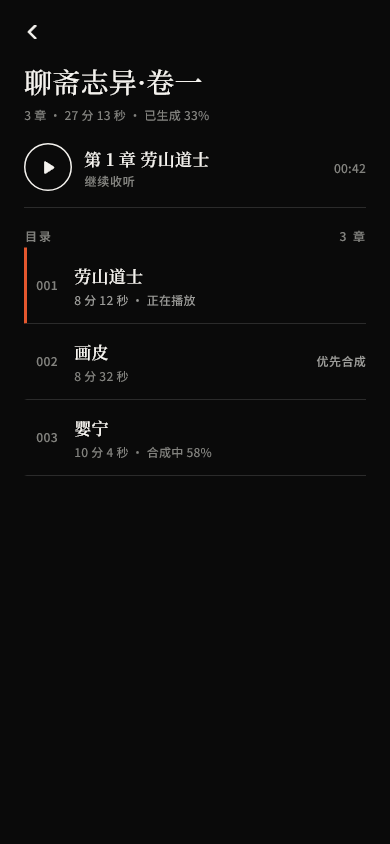 聊斋志异·卷一
3 章 · 27 分 13 秒 · 已生成 33%
第 1 章 劳山道士
继续收听
00:42
目录
3 章
001
劳山道士
8 分 12 秒 · 正在播放
002
画皮
8 分 32 秒
优先合成
003
婴宁
10 分 4 秒 · 合成中 58%